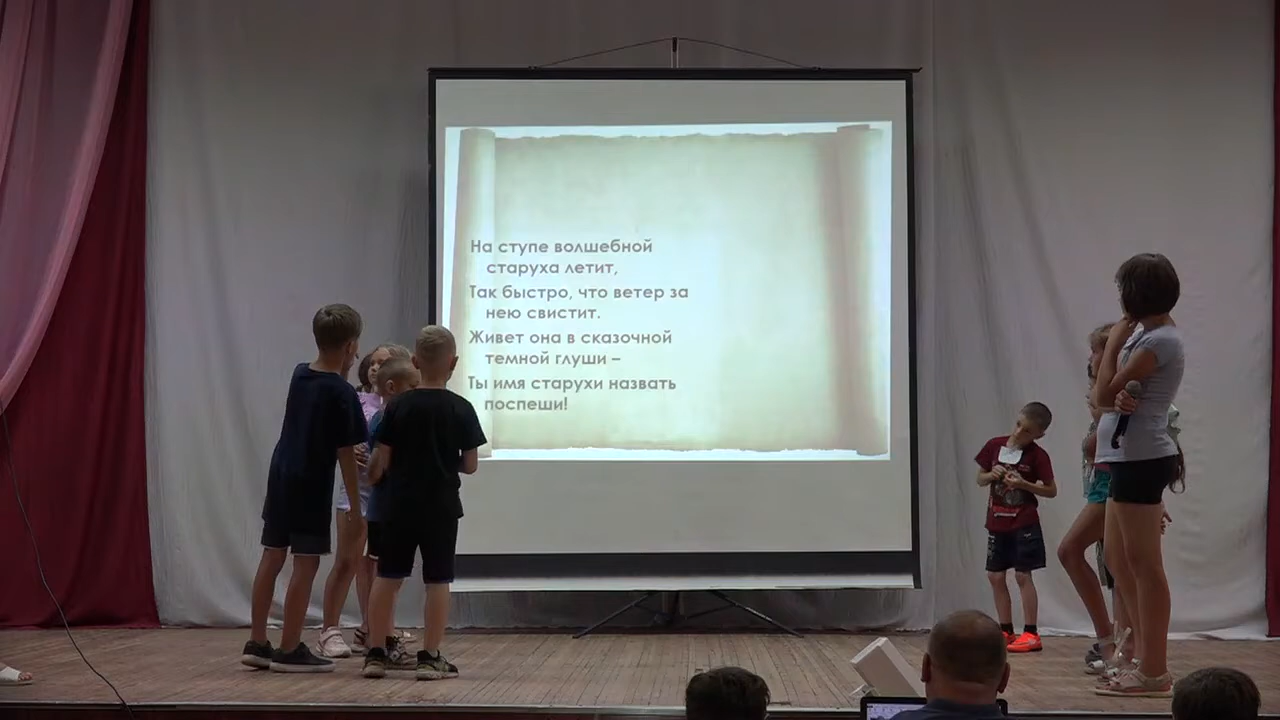 На ступе волшебной
старуха летит,
Так быстро, что ветер за
нею свистит.
Живет она в сказочной
темной глуши –
Ты имя старухи назвать
поспеши!